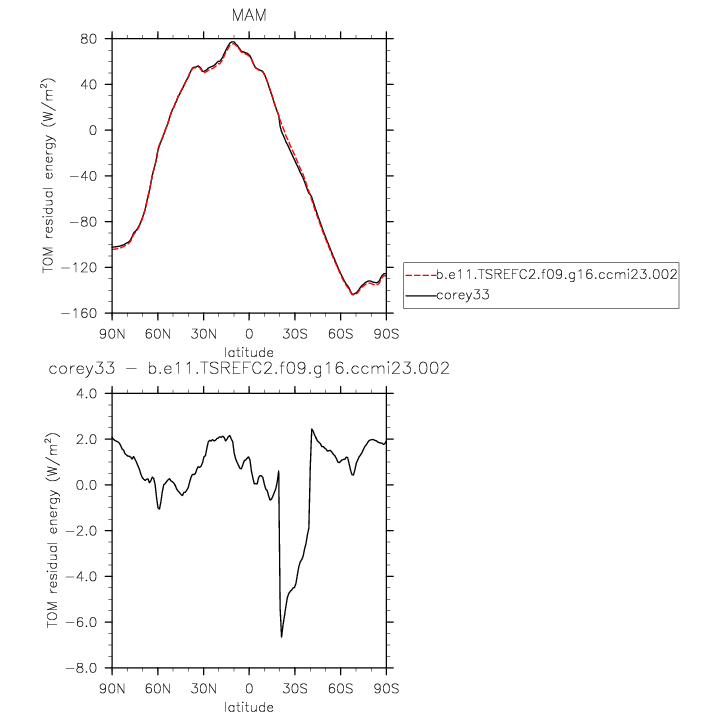 MAM
TOM residual energy (W/m²)
80
40
0
−40
−80
−120
−160
90N 60N 30N 0 30S 60S 90S
latitude
b.e11.TSREFC2.f09.g16.ccmi23.002
corey33
corey33 − b.e11.TSREFC2.f09.g16.ccmi23.002
TOM residual energy (W/m²)
4.0
2.0
0.0
−2.0
−4.0
−6.0
−8.0
90N 60N 30N 0 30S 60S 90S
latitude